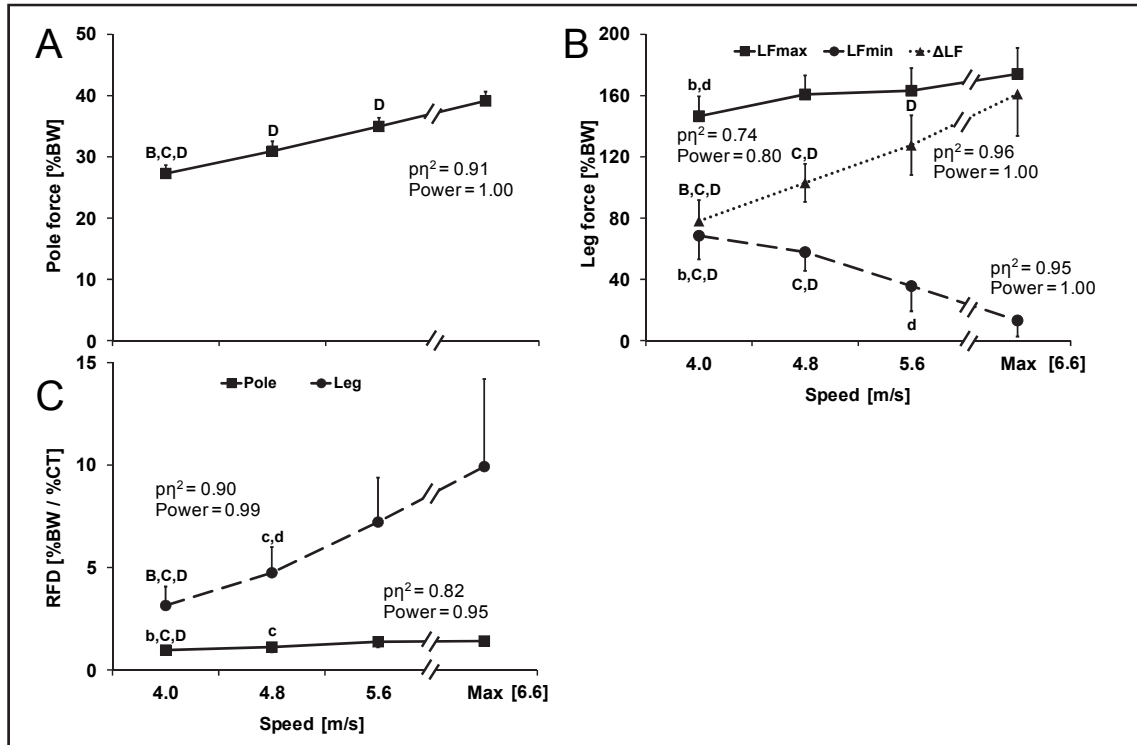 A
50
40
30
20
10
0
Pole force [%BW]
B,C,D
D
D
pη² = 0.91
Power = 1.00
B
LFmax
LFmin
ΔLF
200
160
120
80
40
0
Leg force [%BW]
b,d
pη² = 0.74
Power = 0.80
D
C,D
pη² = 0.96
Power = 1.00
B,C,D
b,C,D
C,D
d
pη² = 0.95
Power = 1.00
4.0
4.8
5.6
Max [6.6]
Speed [m/s]
C
Pole
Leg
15
10
5
0
RFD [%BW / %CT]
pη² = 0.90
Power = 0.99
c,d
B,C,D
pη² = 0.82
Power = 0.95
b,C,D
c
4.0
4.8
5.6
Max [6.6]
Speed [m/s]